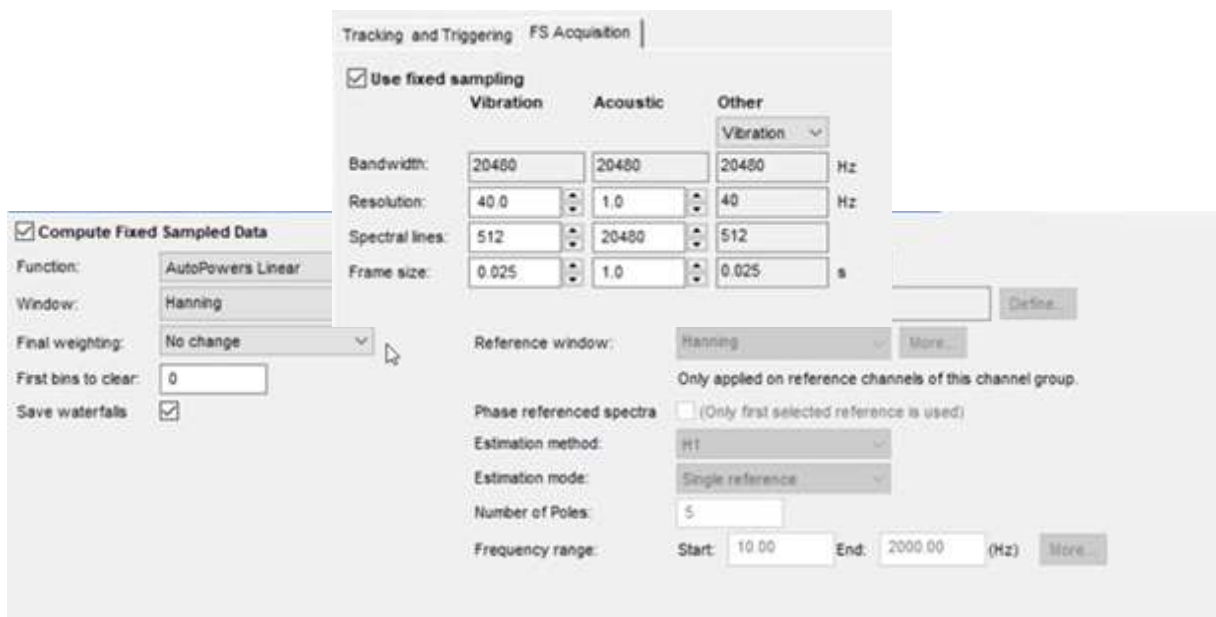 Tracking and Triggering FS Acquisition
Use fixed sampling
Vibration Acoustic Other
Vibration
Bandwidth: 20480 20480 20480 Hz
Resolution: 40.0 1.0 40 Hz
Spectral lines: 512 20480 512
Frame size: 0.025 1.0 0.025 s
Compute Fixed Sampled Data
Function: AutoPowers Linear
Window: Hanning Define...
Final weighting: No change Reference window: Hanning More...
First bins to clear: 0 Only applied on reference channels of this channel group.
Save waterfalls Phase referenced spectra (Only first selected reference is used)
Estimation method: H1
Estimation mode: Single reference
Number of Poles: 5
Frequency range: Start: 10.00 End: 2000.00 (Hz) More...